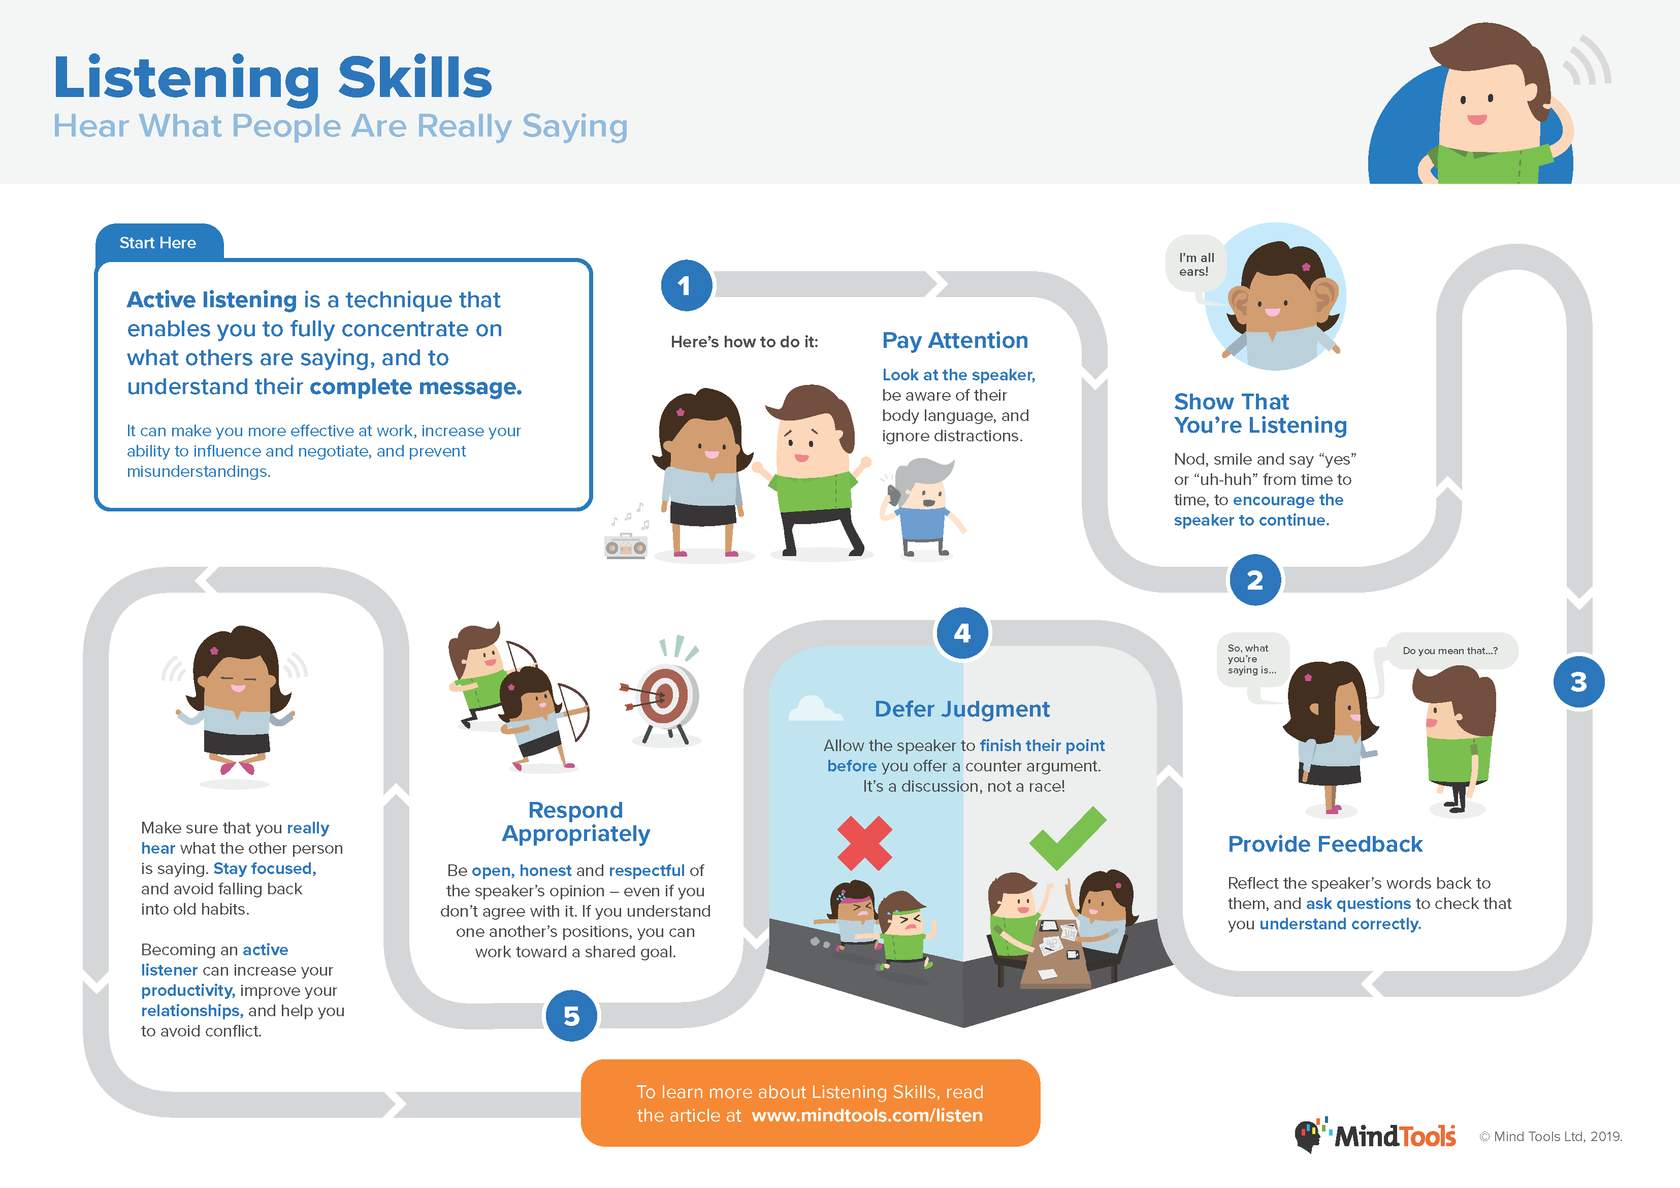 Listening Skills
Hear What People Are Really Saying
Start Here
Active listening is a technique that
enables you to fully concentrate on
what others are saying, and to
understand their complete message.
It can make you more effective at work, increase your
ability to influence and negotiate, and prevent
misunderstandings.
1
Here's how to do it:
Pay Attention
Look at the speaker,
be aware of their
body language, and
ignore distractions.
I'm all
ears!
Show That
You're Listening
Nod, smile and say “yes”
or “uh-huh” from time to
time, to encourage the
speaker to continue.
2
3
So, what
you're
saying is...
Do you mean that...?
Provide Feedback
Reflect the speaker's words back to
them, and ask questions to check that
you understand correctly.
4
Defer Judgment
Allow the speaker to finish their point
before you offer a counter argument.
It's a discussion, not a race!
Respond
Appropriately
Be open, honest and respectful of
the speaker's opinion – even if you
don't agree with it. If you understand
one another's positions, you can
work toward a shared goal.
5
Make sure that you really
hear what the other person
is saying. Stay focused,
and avoid falling back
into old habits.
Becoming an active
listener can increase your
productivity, improve your
relationships, and help you
to avoid conflict.
To learn more about Listening Skills, read
the article at www.mindtools.com/listen
MindTools
© Mind Tools Ltd, 2019.